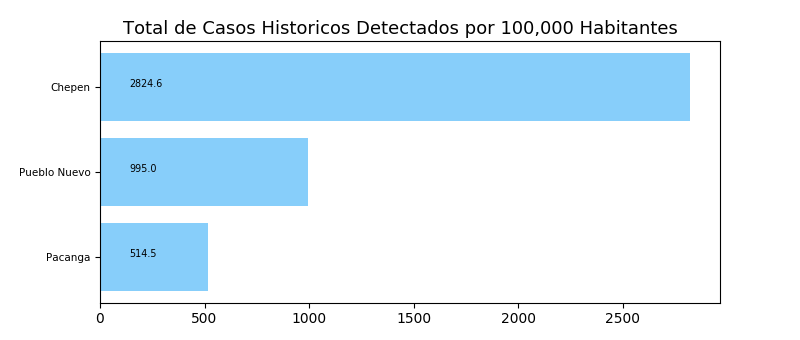 Total de Casos Historicos Detectados por 100,000 Habitantes
Chepen
2824.6
Pueblo Nuevo
995.0
Pacanga
514.5
0 500 1000 1500 2000 2500